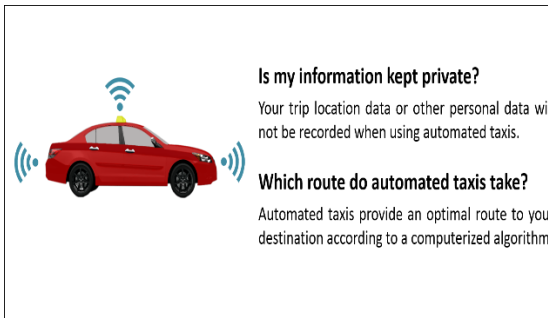 Is my information kept private?
Your trip location data or other personal data wi
not be recorded when using automated taxis.
Which route do automated taxis take?
Automated taxis provide an optimal route to you
destination according to a computerized algorithm